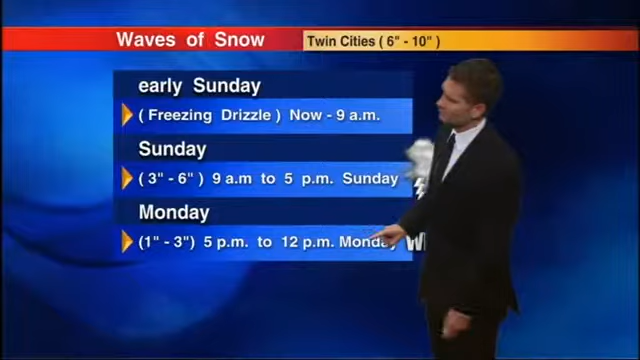 Waves of Snow
Twin Cities ( 6" - 10" )
early Sunday
( Freezing Drizzle ) Now - 9 a.m.
Sunday
( 3" - 6" ) 9 a.m to 5 p.m. Sunday
Monday
(1" - 3") 5 p.m. to 12 p.m. Monday